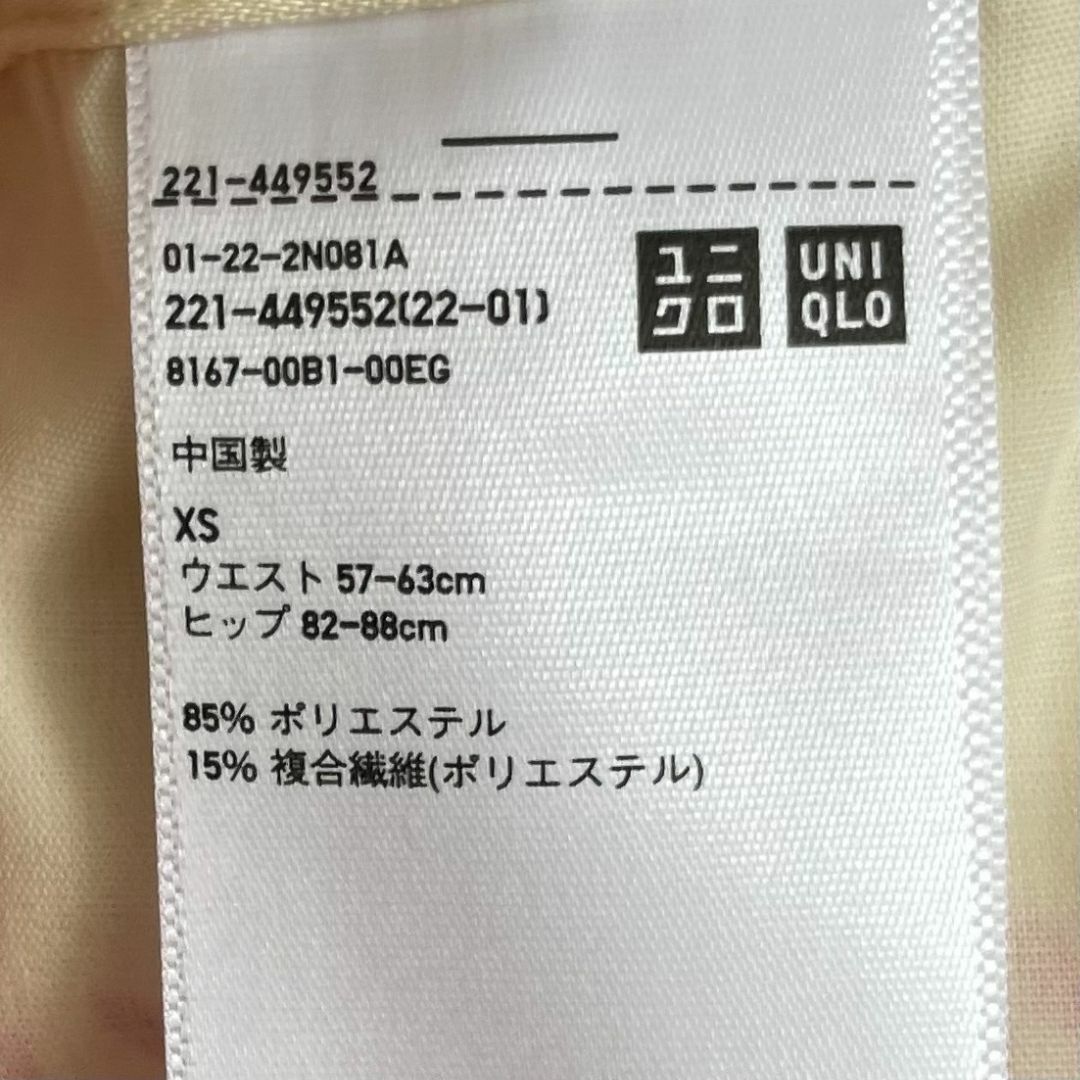 221-449552
01-22-2N081A
221-449552(22-01)
8167-00B1-00EG
ユニ
クロ
UNI
QLO
中国製
XS
ウエスト 57-63cm
ヒップ 82-88cm
85% ポリエステル
15% 複合繊維(ポリエステル)